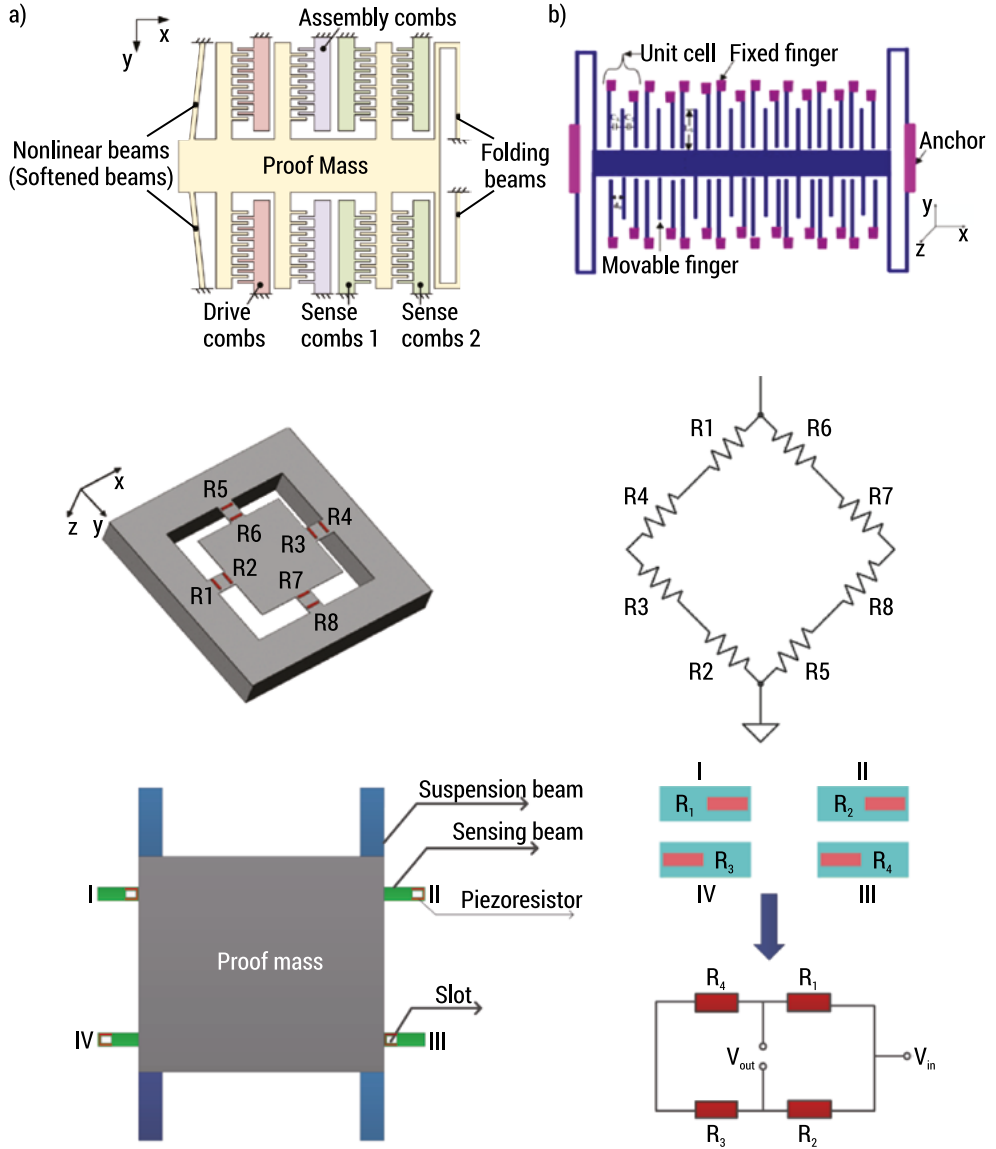 a)
x
y
Assembly combs
Nonlinear beams
(Softened beams)
Proof Mass
Folding
beams
Drive
combs
Sense
combs 1
Sense
combs 2
b)
Unit cell
Fixed finger
Anchor
Movable finger
y
x
z
x
z
y
R5
R6
R4
R3
R2
R1
R7
R8
R1
R6
R4
R7
R3
R8
R2
R5
Suspension beam
Sensing beam
I
II
Piezoresistor
Proof mass
Slot
IV
III
I
II
R₁
R₂
R₃
R₄
IV
III
R₄
R₁
Vout
Vin
R₃
R₂